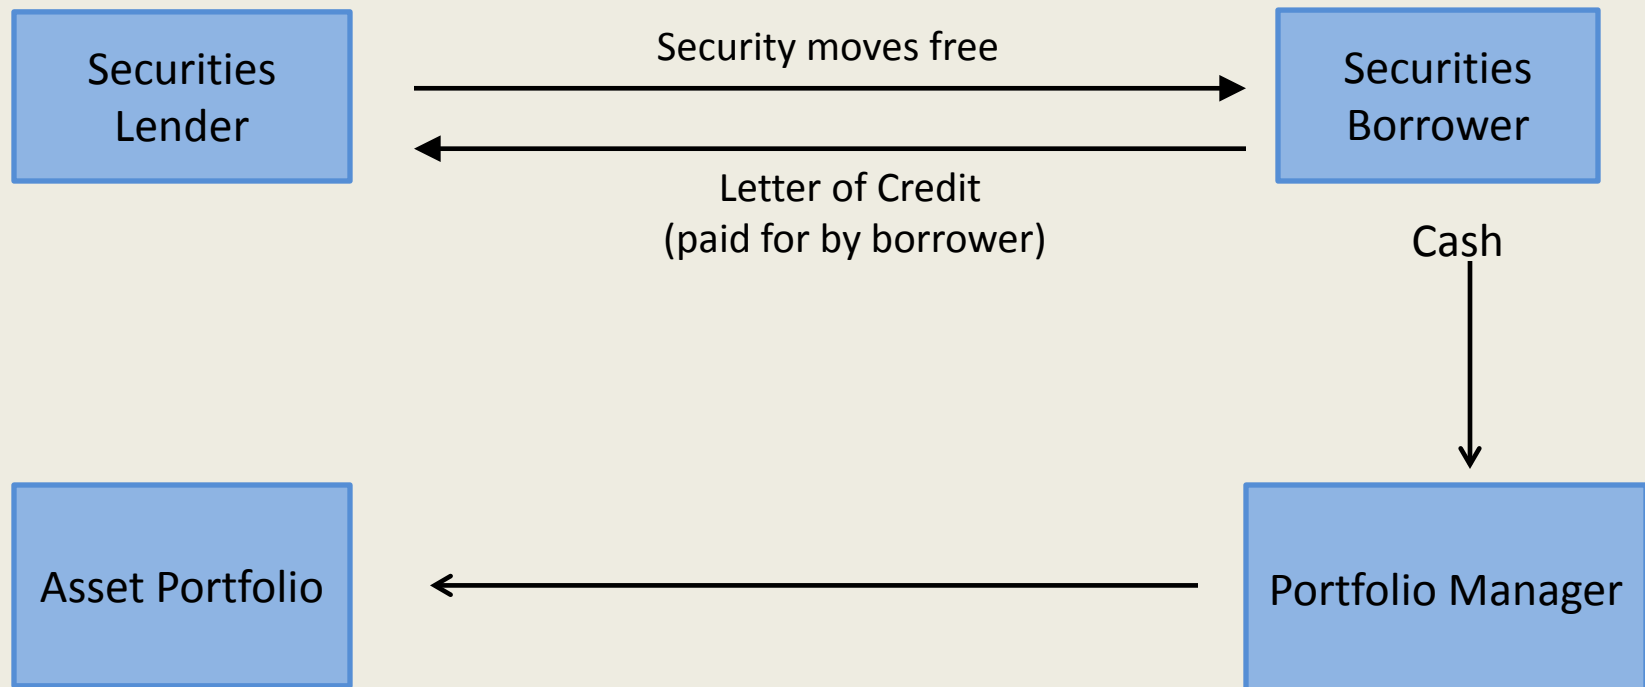 Securities
Lender
Security moves free
Securities
Borrower
Letter of Credit
(paid for by borrower)
Cash
Asset Portfolio
Portfolio Manager